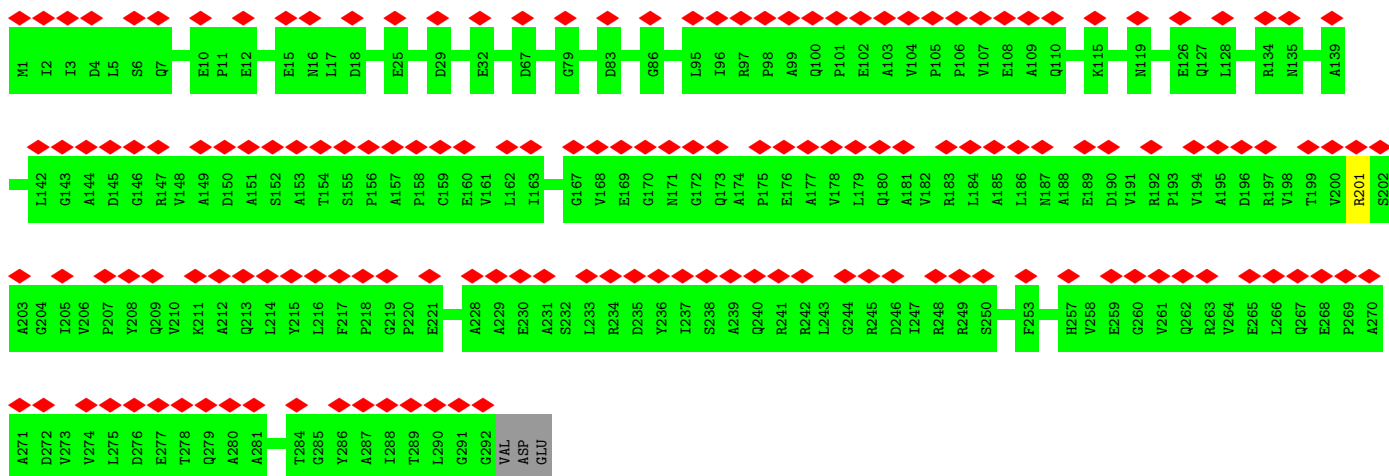 M1 I2 I3 D4 L5 S6 Q7 E10 P11 E12 E15 N16 L17 D18 E25 D29 E32 D67 G79 D83 G86 L95 I96 R97 P98 A99 Q100 P101 E102 A103 V104 P105 P106 V107 E108 A109 Q110 K115 N119 E126 Q127 L128 R134 N135 A139
L142 G143 A144 D145 G146 R147 V148 A149 D150 A151 S152 A153 T154 S155 P156 A157 P158 C159 E160 V161 L162 I163 G167 V168 E169 G170 N171 G172 Q173 A174 P175 E176 A177 V178 L179 Q180 A181 V182 R183 L184 A185 L186 N187 A188 E189 D190 V191 R192 P193 V194 A195 D196 R197 V198 T199 V200 R201 S202
A203 G204 I205 V206 P207 Y208 Q209 V210 K211 A212 Q213 L214 Y215 L216 F217 P218 G219 P220 E221 A228 A229 E230 A231 S232 L233 R234 D235 Y236 I237 S238 A239 Q240 R241 R242 L243 G244 R245 D246 I247 R248 R249 S250 F253 H257 V258 E259 G260 V261 Q262 R263 V264 E265 L266 Q267 E268 P269 A270
A271 D272 V273 V274 L275 D276 E277 T278 Q279 A280 A281 T284 G285 Y286 A287 I288 T289 L290 G291 G292 VAL ASP GLU